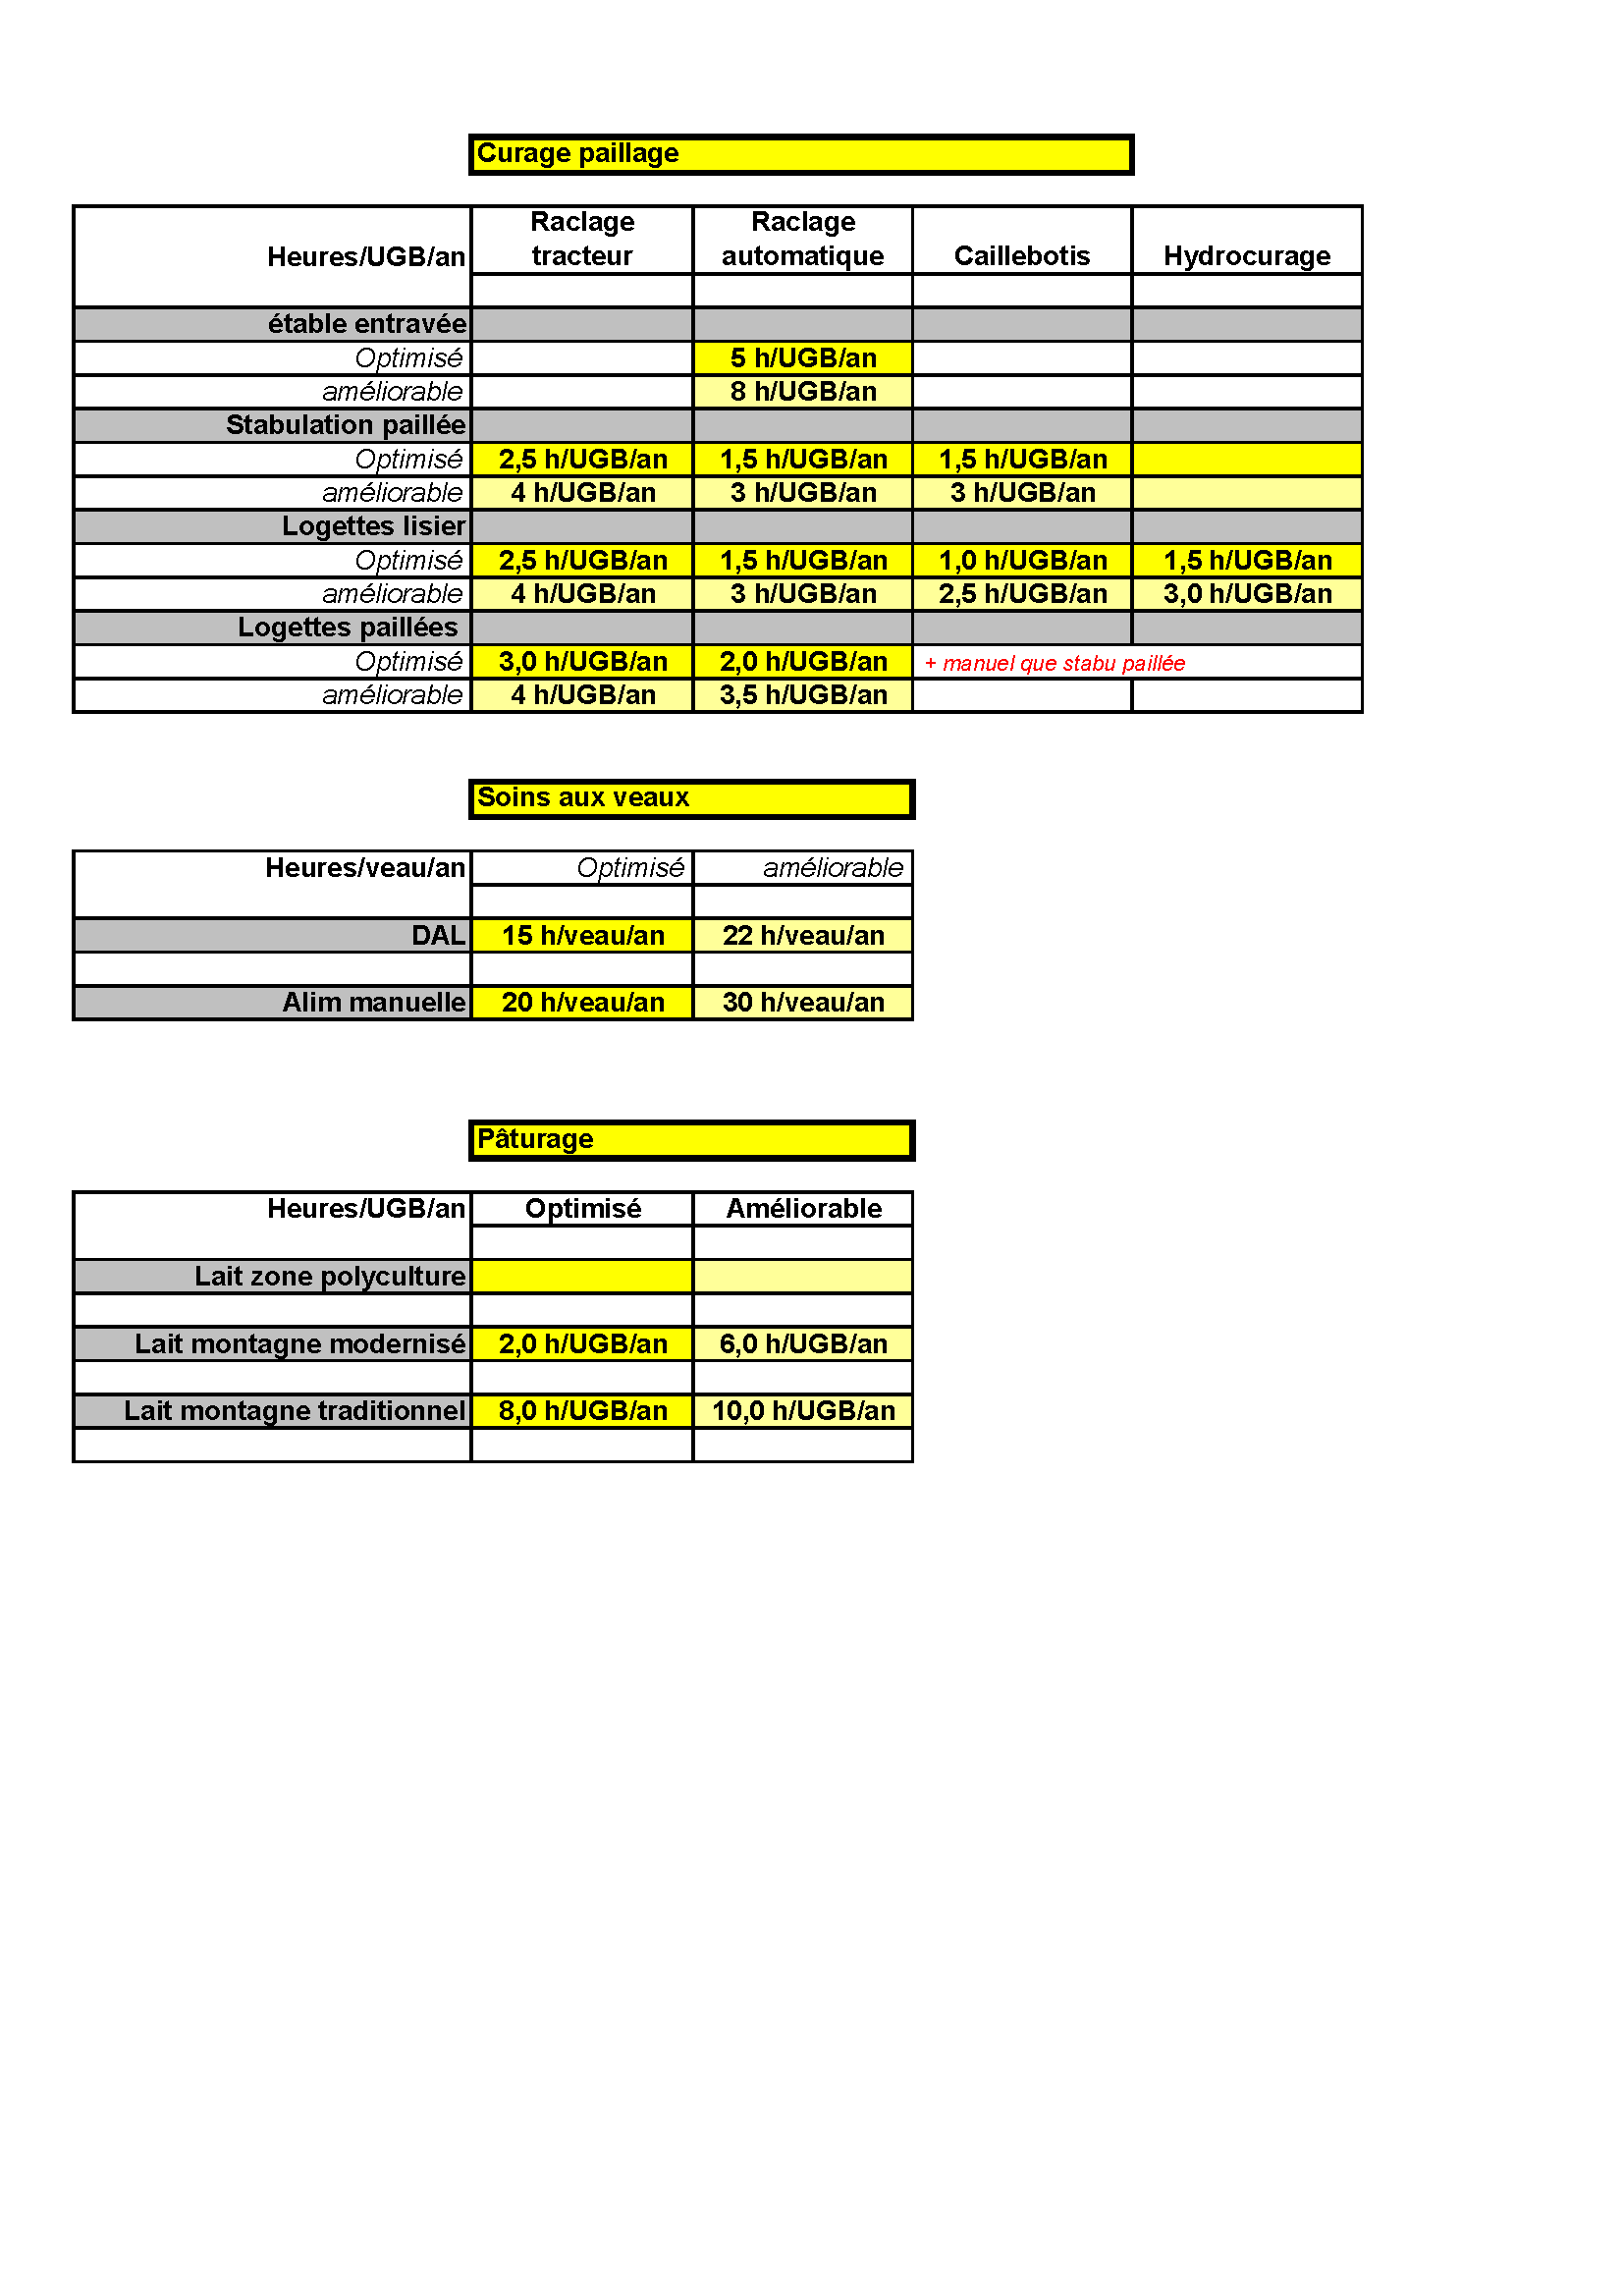 Curage paillage
Raclage Raclage
Heures/UGB/an tracteur automatique Caillebotis Hydrocurage
étable entravée
Optimisé 5 h/UGB/an
améliorable 8 h/UGB/an
Stabulation paillée
Optimisé 2,5 h/UGB/an 1,5 h/UGB/an 1,5 h/UGB/an
améliorable 4 h/UGB/an 3 h/UGB/an 3 h/UGB/an
Logettes lisier
Optimisé 2,5 h/UGB/an 1,5 h/UGB/an 1,0 h/UGB/an 1,5 h/UGB/an
améliorable 4 h/UGB/an 3 h/UGB/an 2,5 h/UGB/an 3,0 h/UGB/an
Logettes paillées
Optimisé 3,0 h/UGB/an 2,0 h/UGB/an + manuel que stabu paillée
améliorable 4 h/UGB/an 3,5 h/UGB/an
Soins aux veaux
Heures/veau/an Optimisé améliorable
DAL 15 h/veau/an 22 h/veau/an
Alim manuelle 20 h/veau/an 30 h/veau/an
Pâturage
Heures/UGB/an Optimisé Améliorable
Lait zone polyculture
Lait montagne modernisé 2,0 h/UGB/an 6,0 h/UGB/an
Lait montagne traditionnel 8,0 h/UGB/an 10,0 h/UGB/an